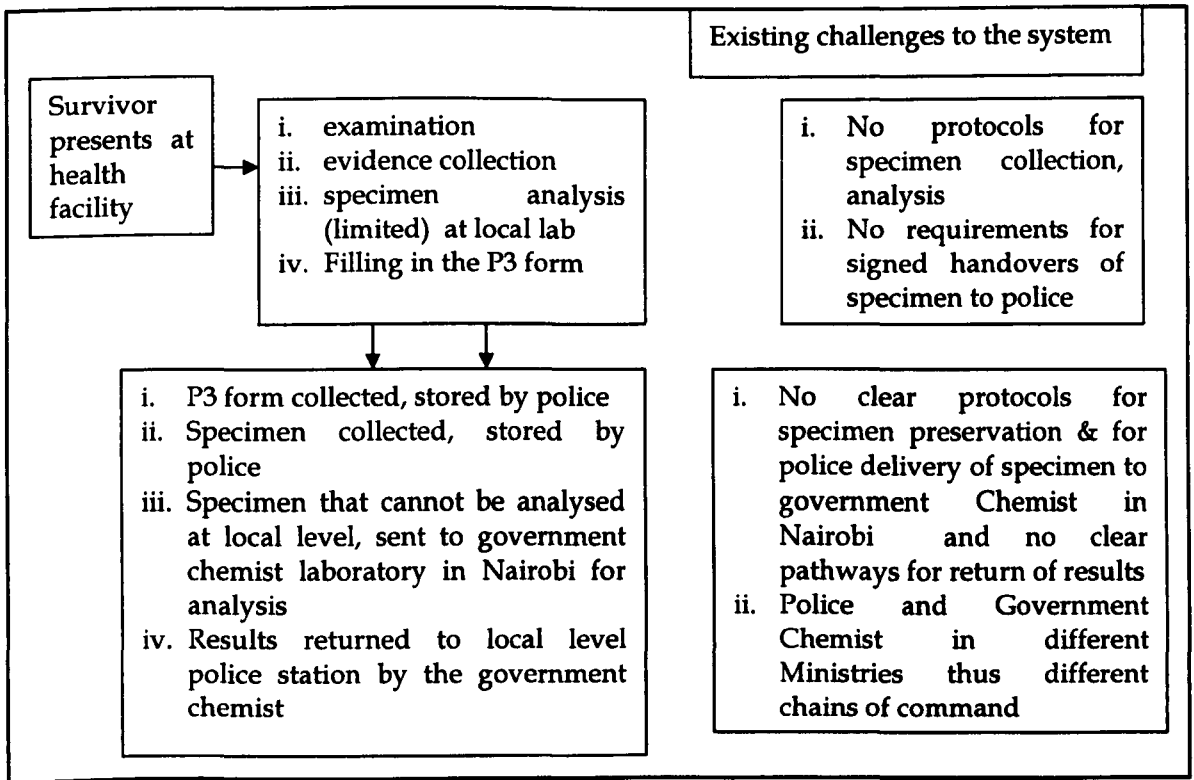 Existing challenges to the system
Survivor
presents at
health
facility
i. examination
ii. evidence collection
iii. specimen analysis
(limited) at local lab
iv. Filling in the P3 form
i. No protocols for
specimen collection,
analysis
ii. No requirements for
signed handovers of
specimen to police
i. P3 form collected, stored by police
ii. Specimen collected, stored by
police
iii. Specimen that cannot be analysed
at local level, sent to government
chemist laboratory in Nairobi for
analysis
iv. Results returned to local level
police station by the government
chemist
i. No clear protocols for
specimen preservation & for
police delivery of specimen to
government Chemist in
Nairobi and no clear
pathways for return of results
ii. Police and Government
Chemist in different
Ministries thus different
chains of command